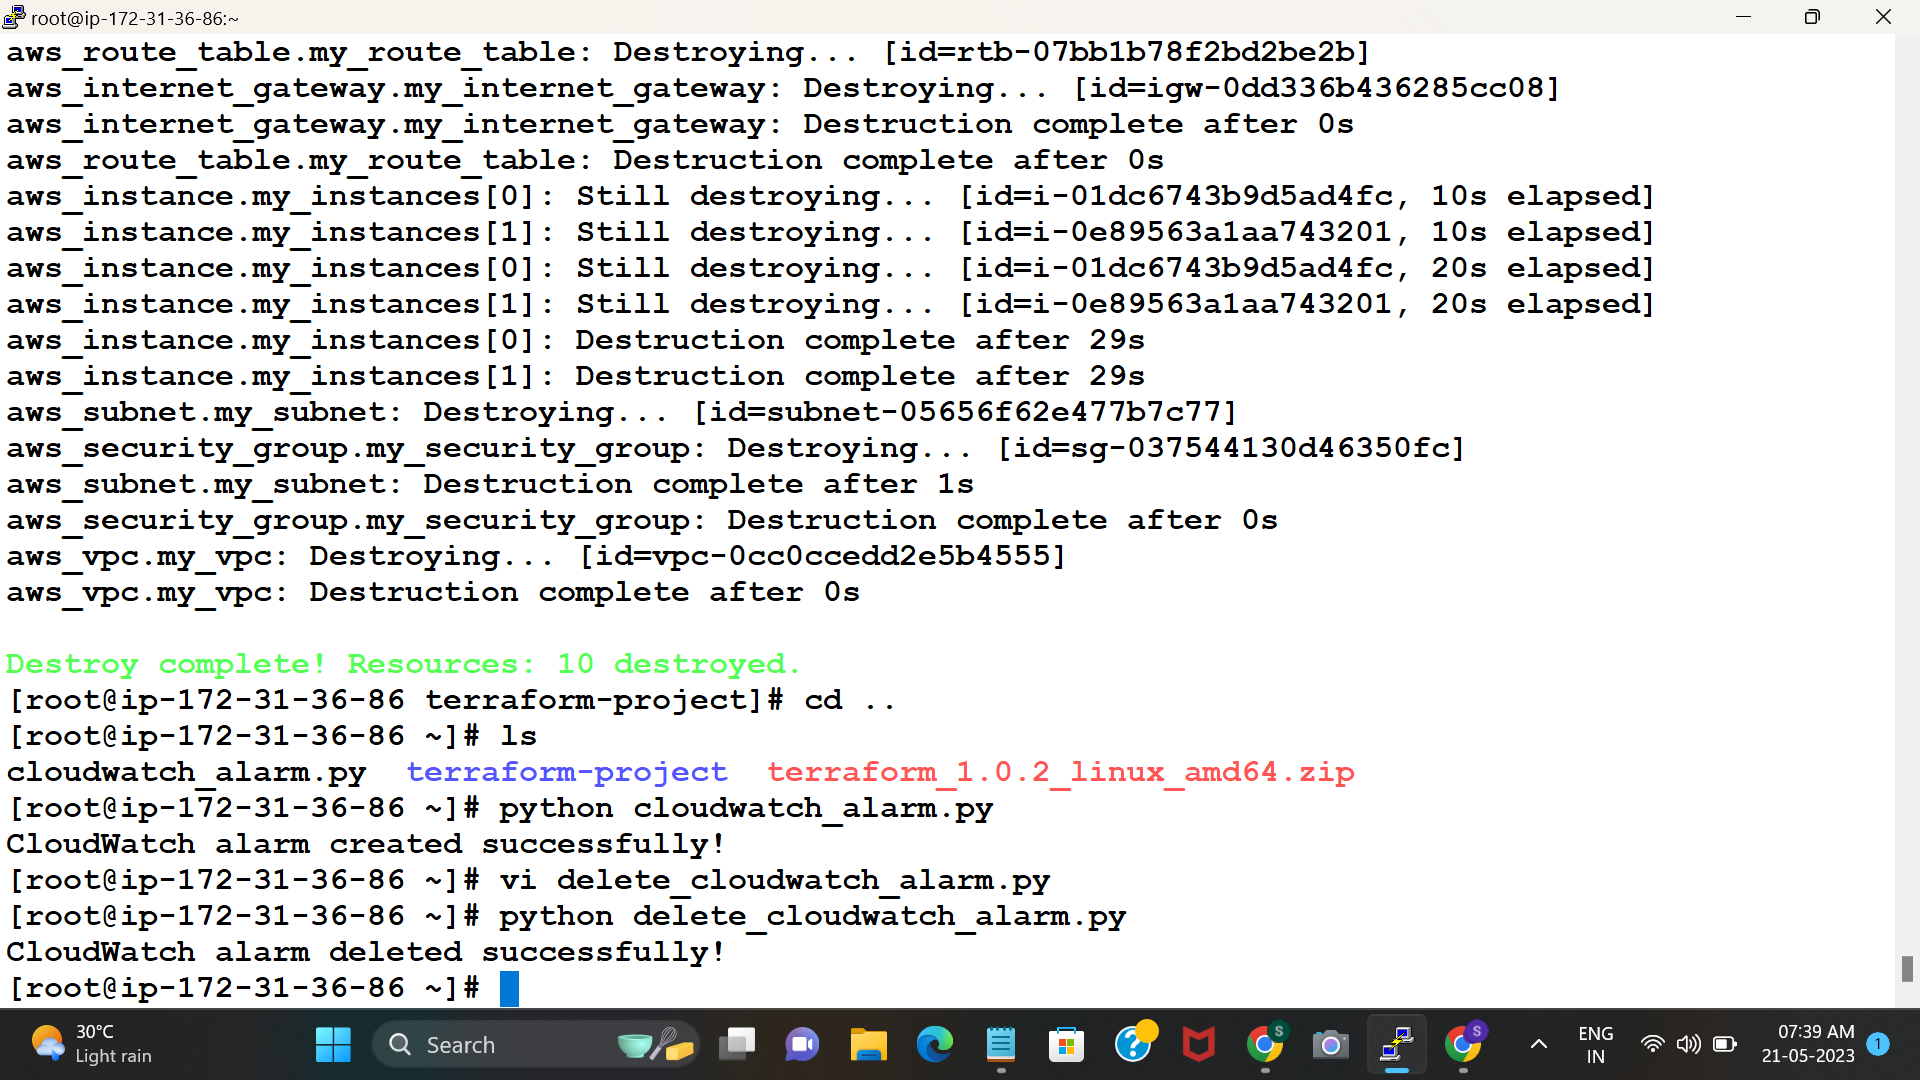 root@ip-172-31-36-86:~
aws_route_table.my_route_table: Destroying... [id=rtb-07bb1b78f2bd2be2b]
aws_internet_gateway.my_internet_gateway: Destroying... [id=igw-0dd336b436285cc08]
aws_internet_gateway.my_internet_gateway: Destruction complete after 0s
aws_route_table.my_route_table: Destruction complete after 0s
aws_instance.my_instances[0]: Still destroying... [id=i-01dc6743b9d5ad4fc, 10s elapsed]
aws_instance.my_instances[1]: Still destroying... [id=i-0e89563a1aa743201, 10s elapsed]
aws_instance.my_instances[0]: Still destroying... [id=i-01dc6743b9d5ad4fc, 20s elapsed]
aws_instance.my_instances[1]: Still destroying... [id=i-0e89563a1aa743201, 20s elapsed]
aws_instance.my_instances[0]: Destruction complete after 29s
aws_instance.my_instances[1]: Destruction complete after 29s
aws_subnet.my_subnet: Destroying... [id=subnet-05656f62e477b7c77]
aws_security_group.my_security_group: Destroying... [id=sg-037544130d46350fc]
aws_subnet.my_subnet: Destruction complete after 1s
aws_security_group.my_security_group: Destruction complete after 0s
aws_vpc.my_vpc: Destroying... [id=vpc-0cc0ccedd2e5b4555]
aws_vpc.my_vpc: Destruction complete after 0s
Destroy complete! Resources: 10 destroyed.
[root@ip-172-31-36-86 terraform-project]# cd ..
[root@ip-172-31-36-86 ~]# ls
cloudwatch_alarm.py  terraform-project  terraform_1.0.2_linux_amd64.zip
[root@ip-172-31-36-86 ~]# python cloudwatch_alarm.py
CloudWatch alarm created successfully!
[root@ip-172-31-36-86 ~]# vi delete_cloudwatch_alarm.py
[root@ip-172-31-36-86 ~]# python delete_cloudwatch_alarm.py
CloudWatch alarm deleted successfully!
[root@ip-172-31-36-86 ~]#
30°C
Light rain
Search
S
S
ENG
IN
07:39 AM
21-05-2023
1